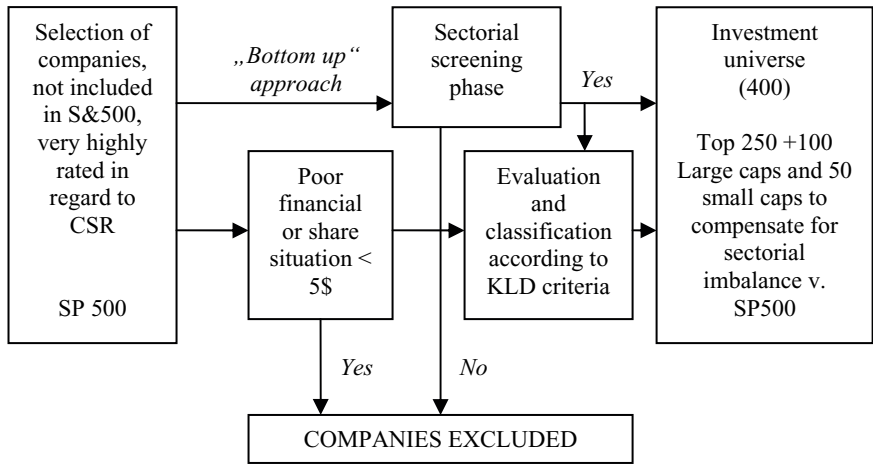 Selection of
companies,
not included
in S&500,
very highly
rated in
regard to
CSR
SP 500
„Bottom up“
approach
Sectorial
screening
phase
Yes
Investment
universe
(400)
Top 250 +100
Large caps and 50
small caps to
compensate for
sectorial
imbalance v.
SP500
Poor
financial
or share
situation <
5$
Evaluation
and
classification
according to
KLD criteria
Yes
No
COMPANIES EXCLUDED